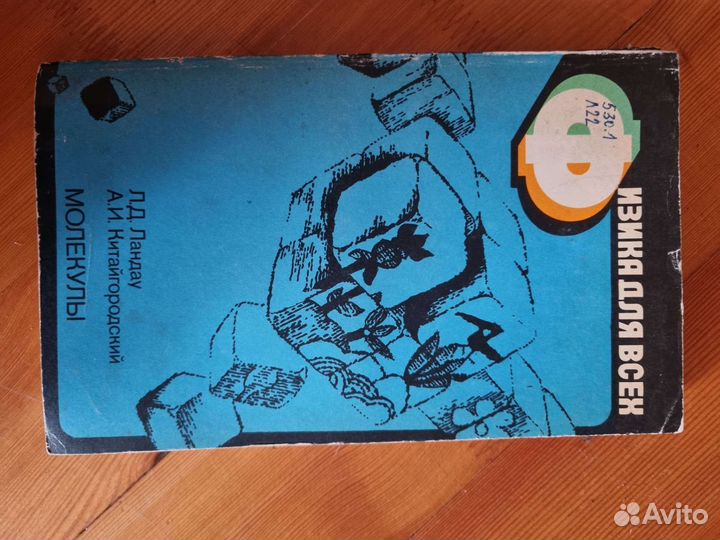 530.1
Л22
ФИЗИКА ДЛЯ ВСЕХ
Л.Д. Ландау
А.И. Китайгородский
МОЛЕКУЛЫ
Avito